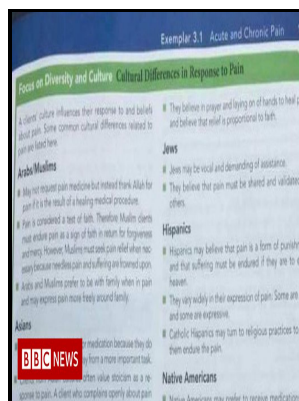 Exemplar 3.1 Acute and Chronic Pain
Focus on Diversity and Culture Cultural Differences in Response to Pain
A clients' culture influences their response to and beliefs
about pain. Some common cultural differences related to
pain are listed here.
Arabs/Muslims
May not request pain medicine but instead thank Allah for
pain if it is the result of a healing medical procedure.
Pain is considered a test of faith. Therefore Muslim clients
must endure pain as a sign of faith in return for forgiveness
and mercy. However, Muslims must seek pain relief when nec-
essary because needless pain and suffering are frowned upon.
Arabs and Muslims prefer to be with family when in pain
and may express pain more freely around family.
Asians
medication because they do
away from a more important task.
often value stoicism as a re-
sponse to pain. A client who complains openly about pain
They believe in prayer and laying on of hands to heal
and believe that relief is proportional to faith.
Jews
Jews may be vocal and demanding of assistance.
They believe that pain must be shared and validated
others.
Hispanics
Hispanics may believe that pain is a form of
and that suffering must be endured if they are to
heaven.
They vary widely in their expression of pain. Some are
and some are expressive.
Catholic Hispanics may turn to religious practices to
them endure the pain.
Native Americans
Native Americans may prefer to receive medications
BBC NEWS